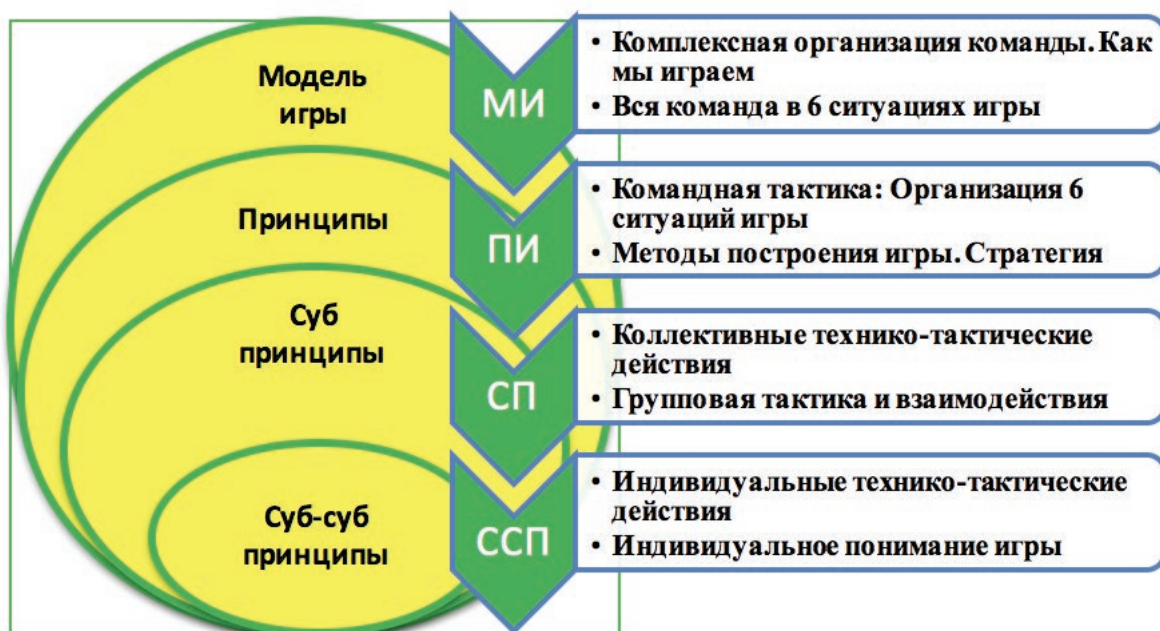 Модель
игры
МИ
• Комплексная организация команды. Как
мы играем
• Вся команда в 6 ситуациях игры
Принципы
ПИ
• Командная тактика: Организация 6
ситуаций игры
• Методы построения игры. Стратегия
Суб
принципы
СП
• Коллективные технико-тактические
действия
• Групповая тактика и взаимодействия
Суб-суб
принципы
ССП
• Индивидуальные технико-тактические
действия
• Индивидуальное понимание игры